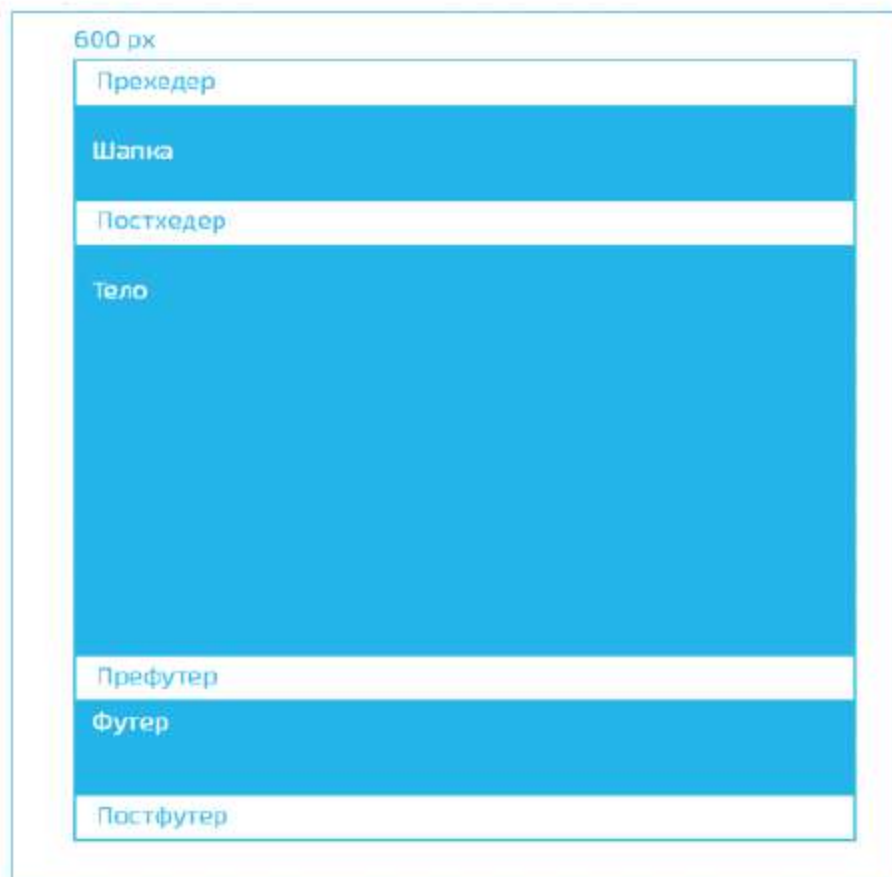 600 px
Прехедер
Шапка
Постхедер
Тело
Префутер
Футер
Постфутер